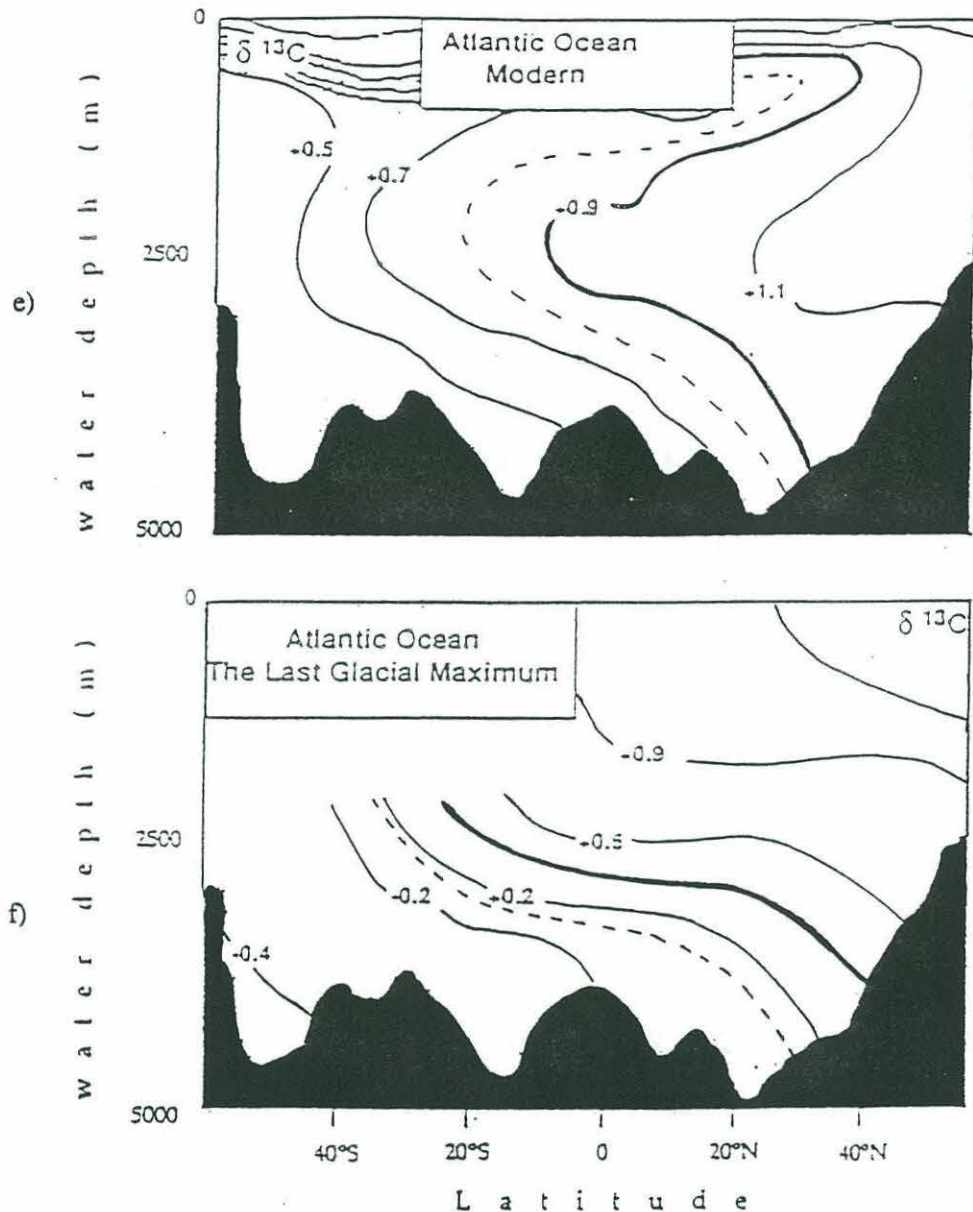 0
δ ¹³C
Atlantic Ocean
Modern
+0.5
+0.7
+0.9
+1.1
2500
5000
e)
water depth (m)
0
Atlantic Ocean
The Last Glacial Maximum
δ ¹³C
-0.9
+0.2
-0.2
-0.4
2500
5000
f)
water depth (m)
40°S 20°S 0 20°N 40°N
Latitude